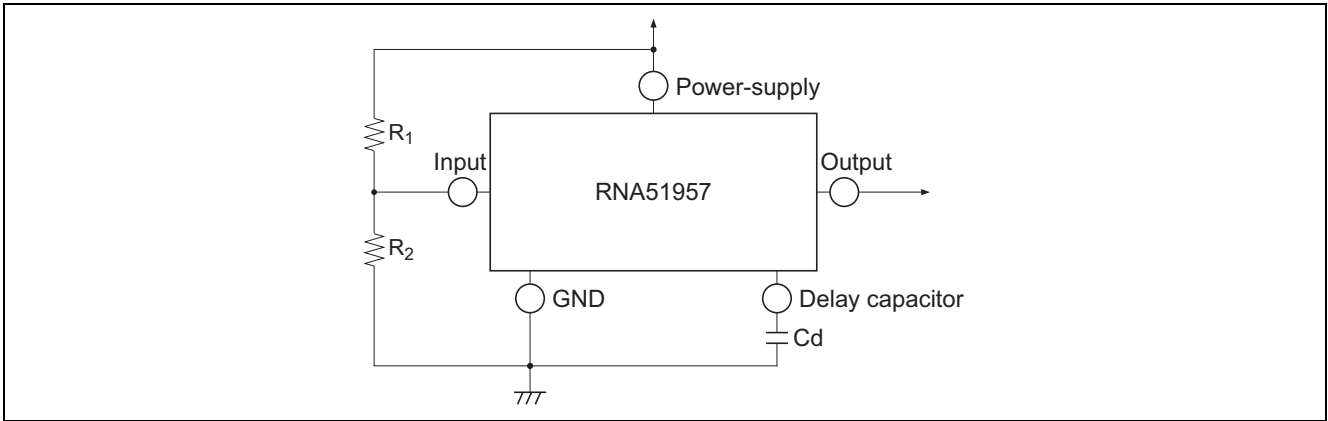 Power-supply
R1
Input
Output
RNA51957
R2
GND
Delay capacitor
Cd